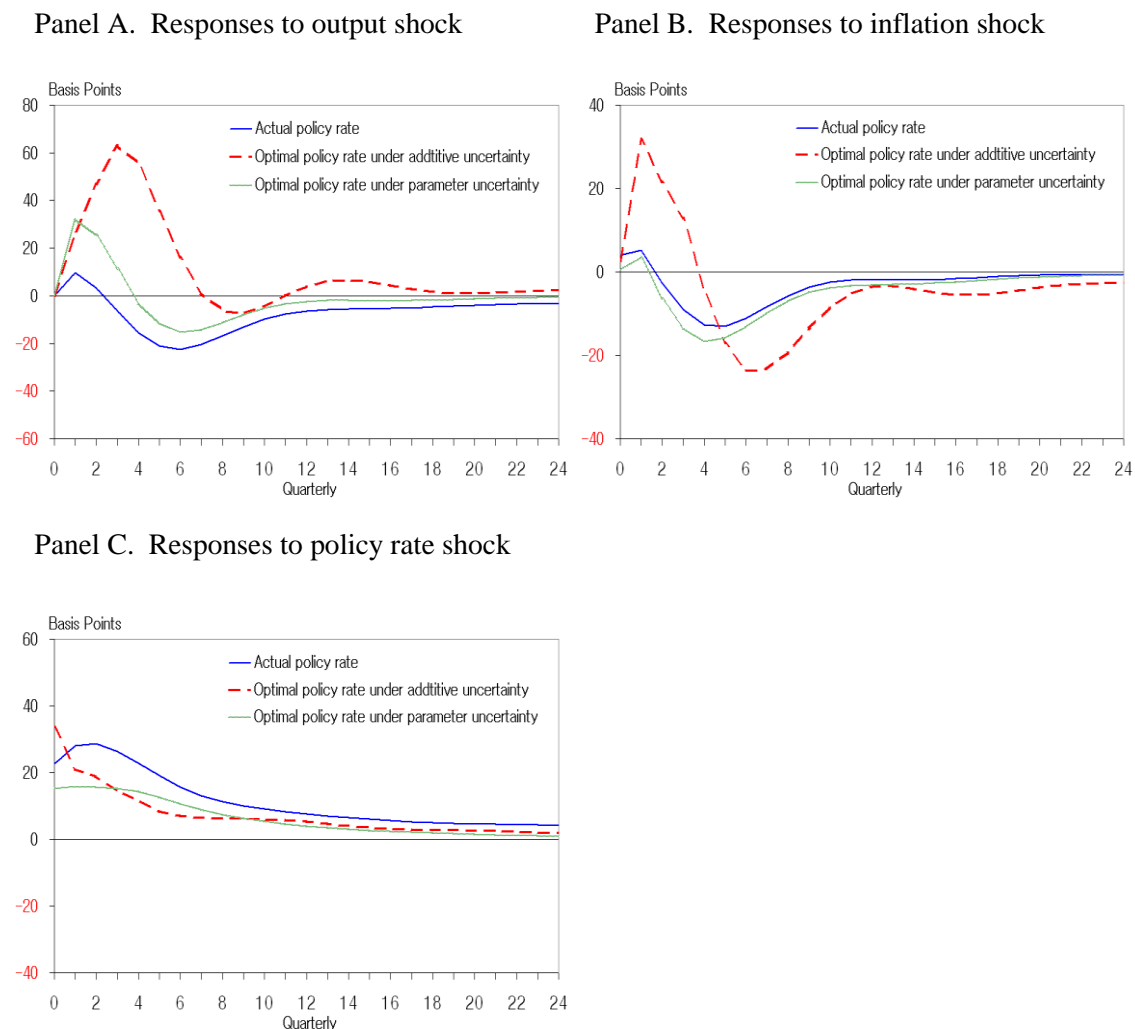 Panel A.  Responses to output shock
Basis Points
80
60
40
20
0
−20
−40
−60
Actual policy rate
Optimal policy rate under addtitive uncertainty
Optimal policy rate under parameter uncertainty
0 2 4 6 8 10 12 14 16 18 20 22 24
Quarterly
Panel B.  Responses to inflation shock
Basis Points
40
20
0
−20
−40
Actual policy rate
Optimal policy rate under addtitive uncertainty
Optimal policy rate under parameter uncertainty
0 2 4 6 8 10 12 14 16 18 20 22 24
Quarterly
Panel C.  Responses to policy rate shock
Basis Points
60
40
20
0
−20
−40
Actual policy rate
Optimal policy rate under addtitive uncertainty
Optimal policy rate under parameter uncertainty
0 2 4 6 8 10 12 14 16 18 20 22 24
Quarterly